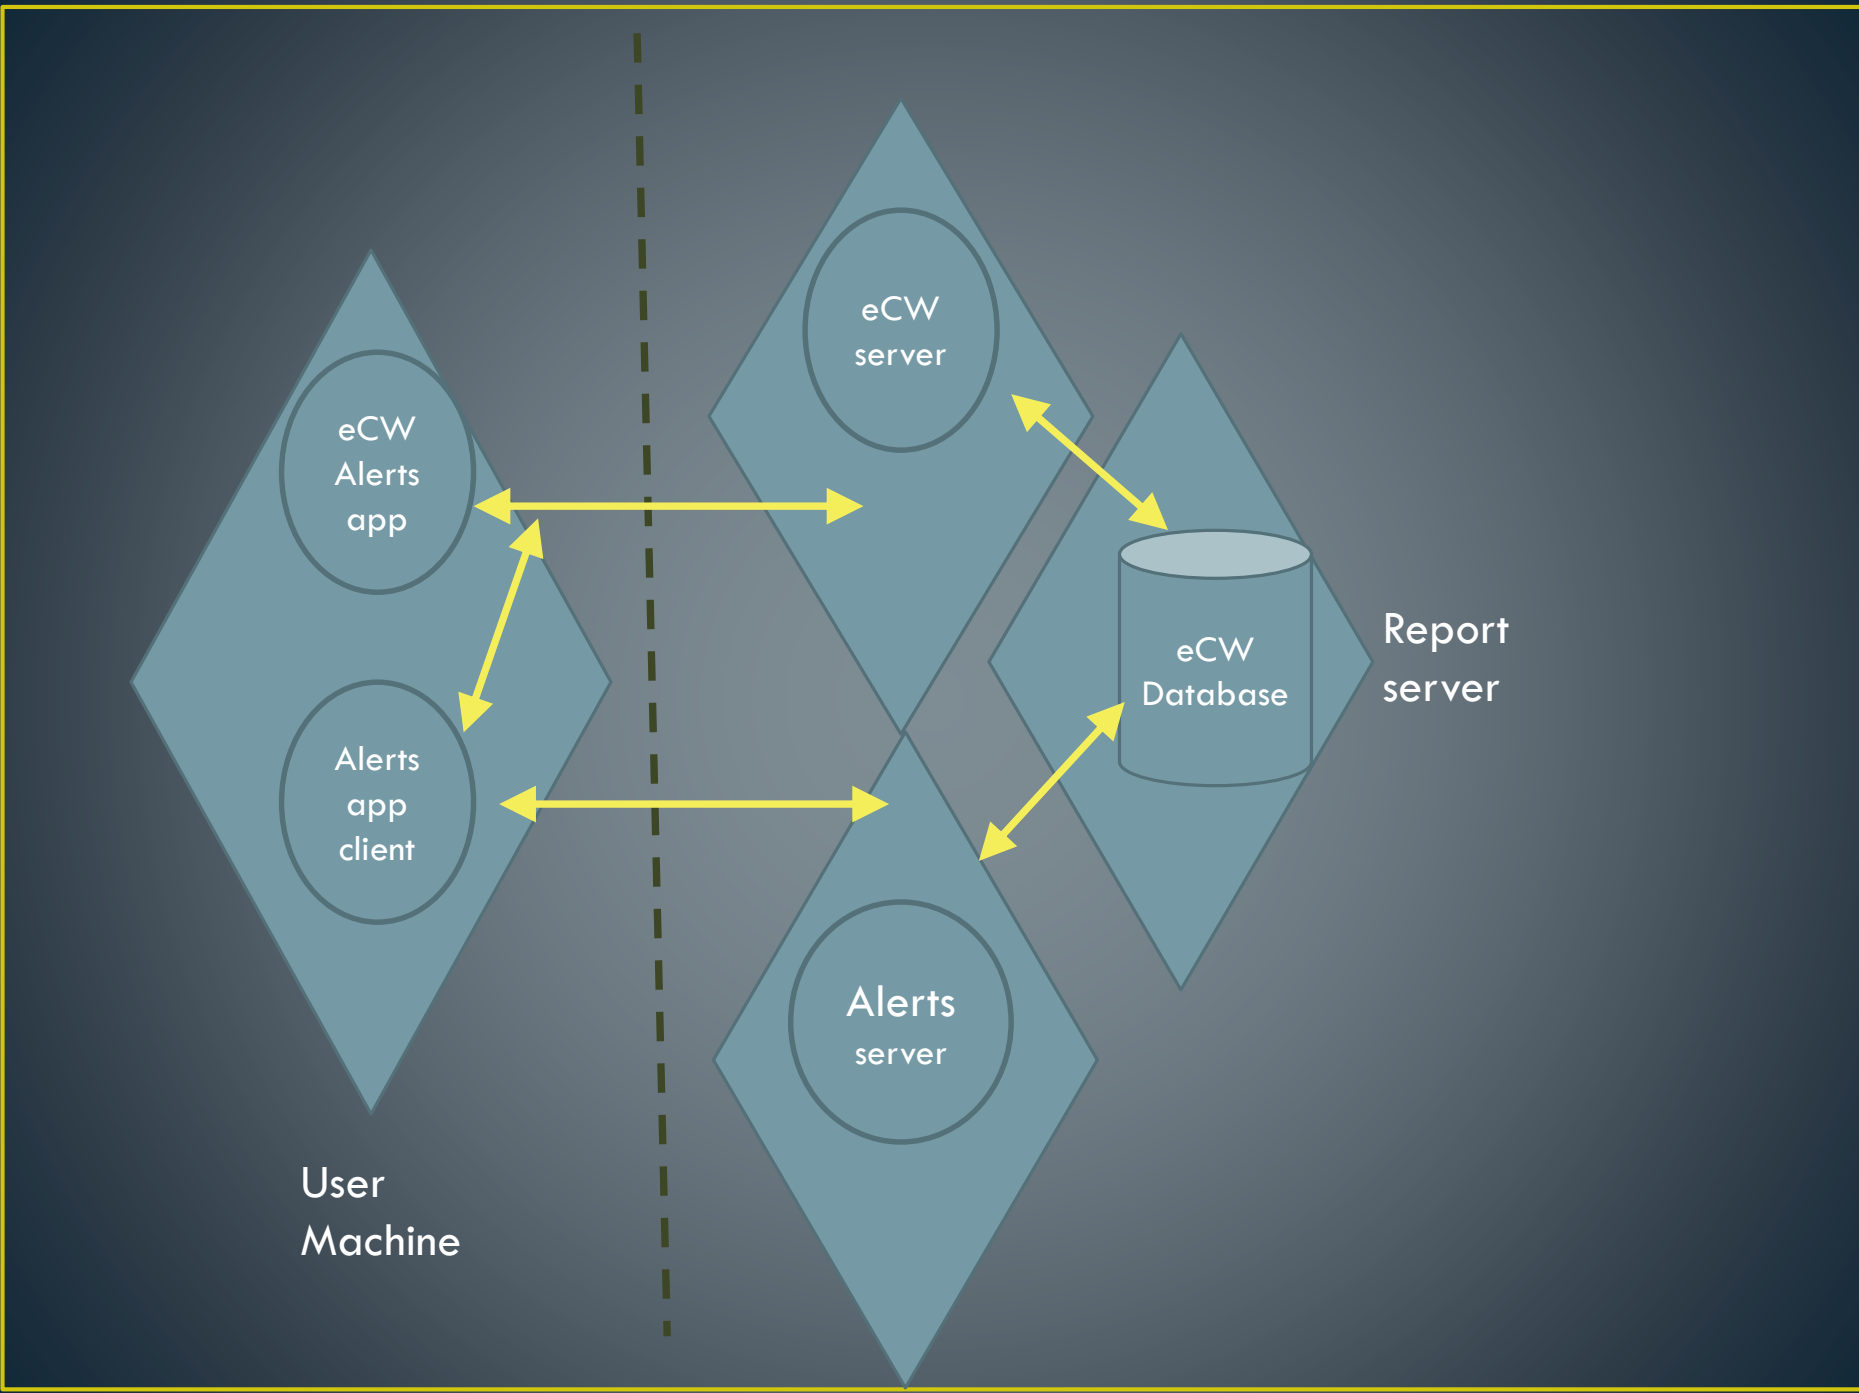 eCW
Alerts
app
Alerts
app
client
User
Machine
eCW
server
eCW
Database
Report
server
Alerts
server